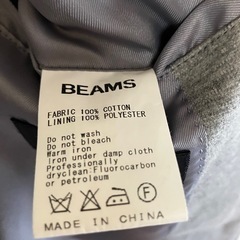 BEAMS
FABRIC 100% COTTON
LINING 100% POLYESTER
Do not wash
Do not bleach
Warm iron
Iron under damp cloth
Professionally
dryclean:Fluorocarbon
or petroleum
F
MADE IN CHINA